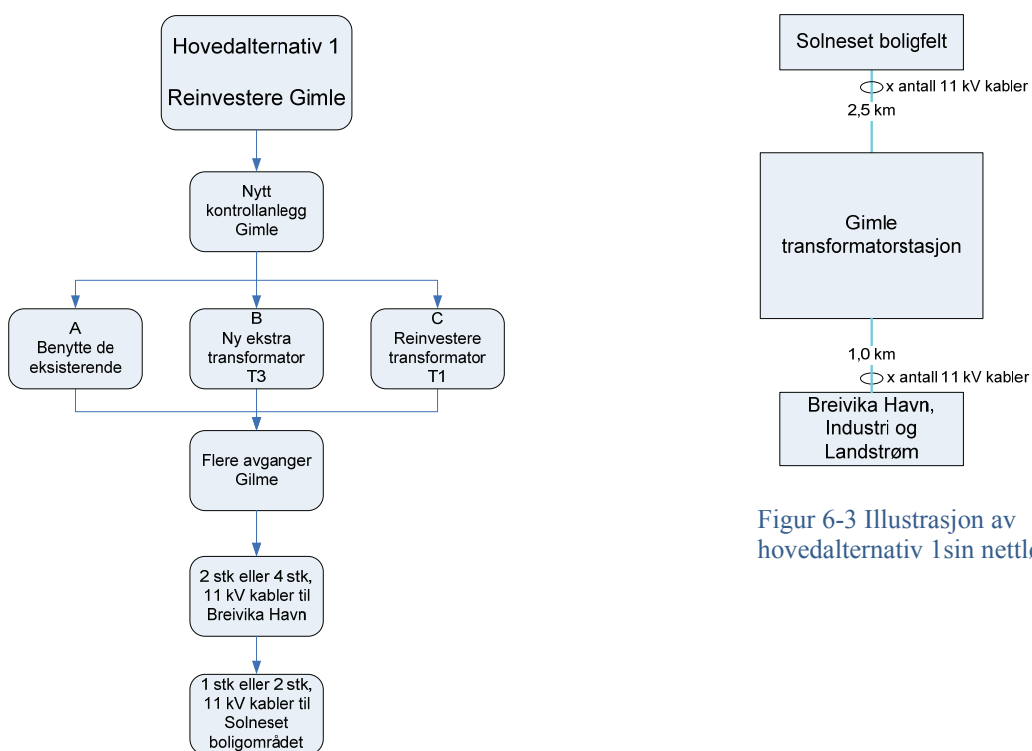 Hovedalternativ 1
Reinvestere Gimle
Nytt
kontrollanlegg
Gimle
A
Benytte de
eksisterende
B
Ny ekstra
transformator
T3
C
Reinvestere
transformator
T1
Flere avganger
Gilme
2 stk eller 4 stk,
11 kV kabler til
Breivika Havn
1 stk eller 2 stk,
11 kV kabler til
Solneset
boligområdet
Solneset boligfelt
x antall 11 kV kabler
2,5 km
Gimle
transformatorstasjon
1,0 km
x antall 11 kV kabler
Breivika Havn,
Industri og
Landstrøm
Figur 6-3 Illustrasjon av
hovedalternativ 1sin